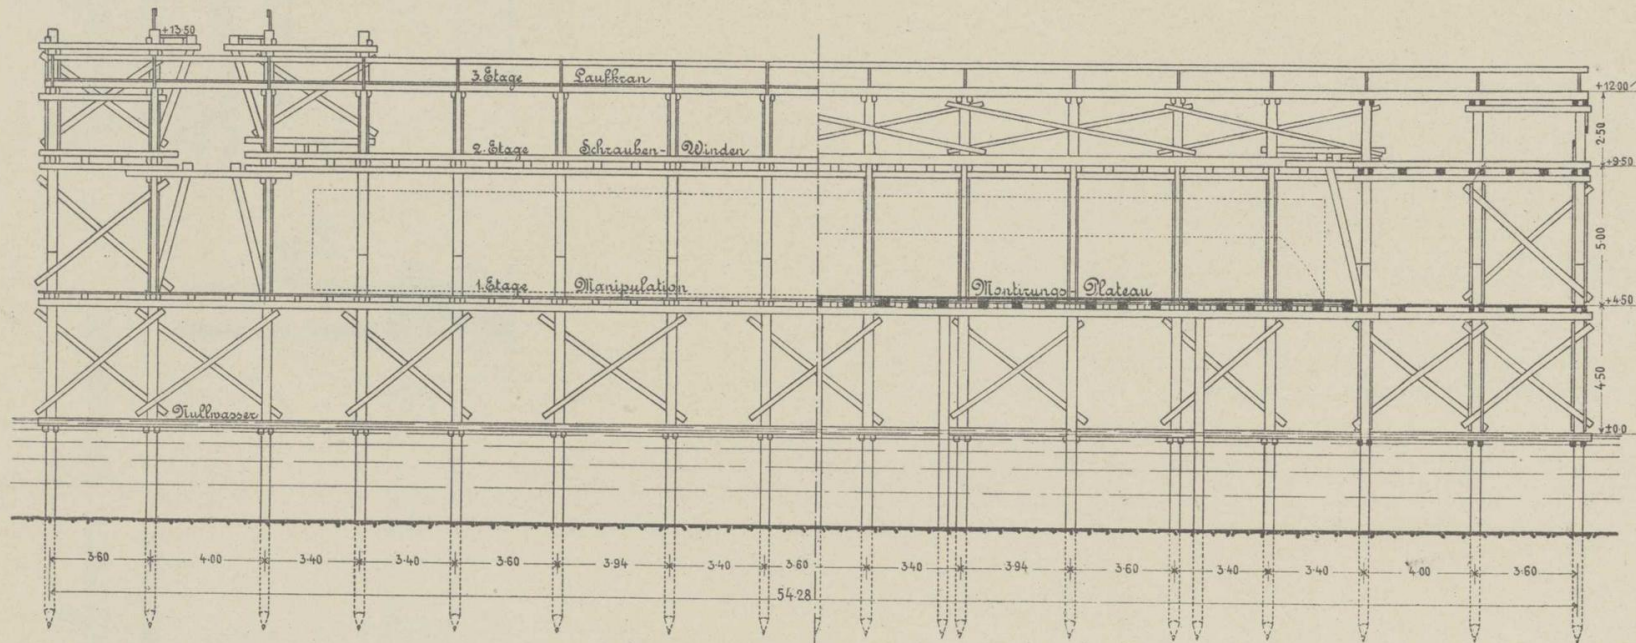 +13·50
3. Etage Laufkran
+12·00
2·50
2. Etage Schrauben- Winden
+9·50
5·00
1. Etage Manipulation
Montirungs- Plateau
+4·50
4·50
Nullwasser
±0·0
3·60 4·00 3·40 3·40 3·60 3·94 3·40 3·60 3·40 3·94 3·60 3·40 3·40 4·00 3·60
54·28